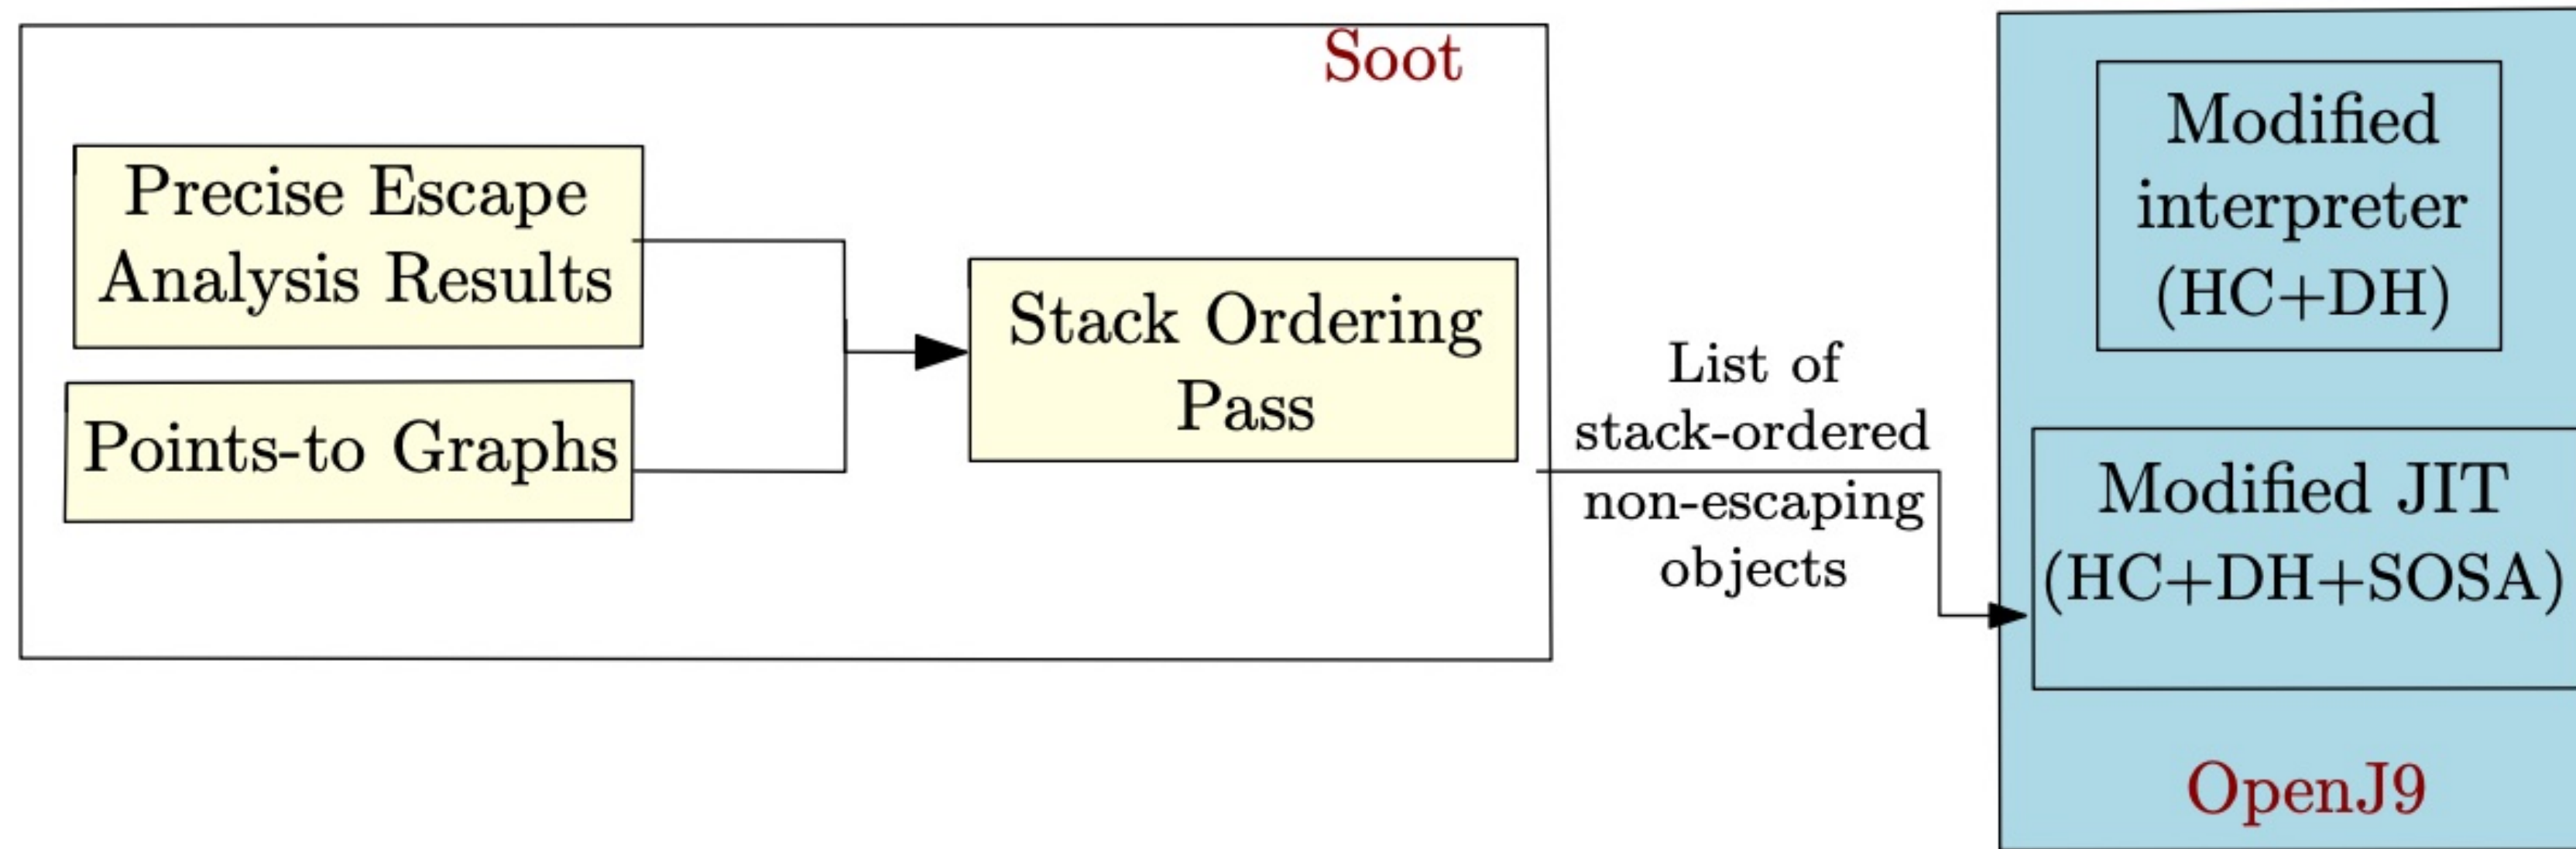 Soot
Precise Escape
Analysis Results
Points-to Graphs
Stack Ordering
Pass
List of
stack-ordered
non-escaping
objects
Modified
interpreter
(HC+DH)
Modified JIT
(HC+DH+SOSA)
OpenJ9